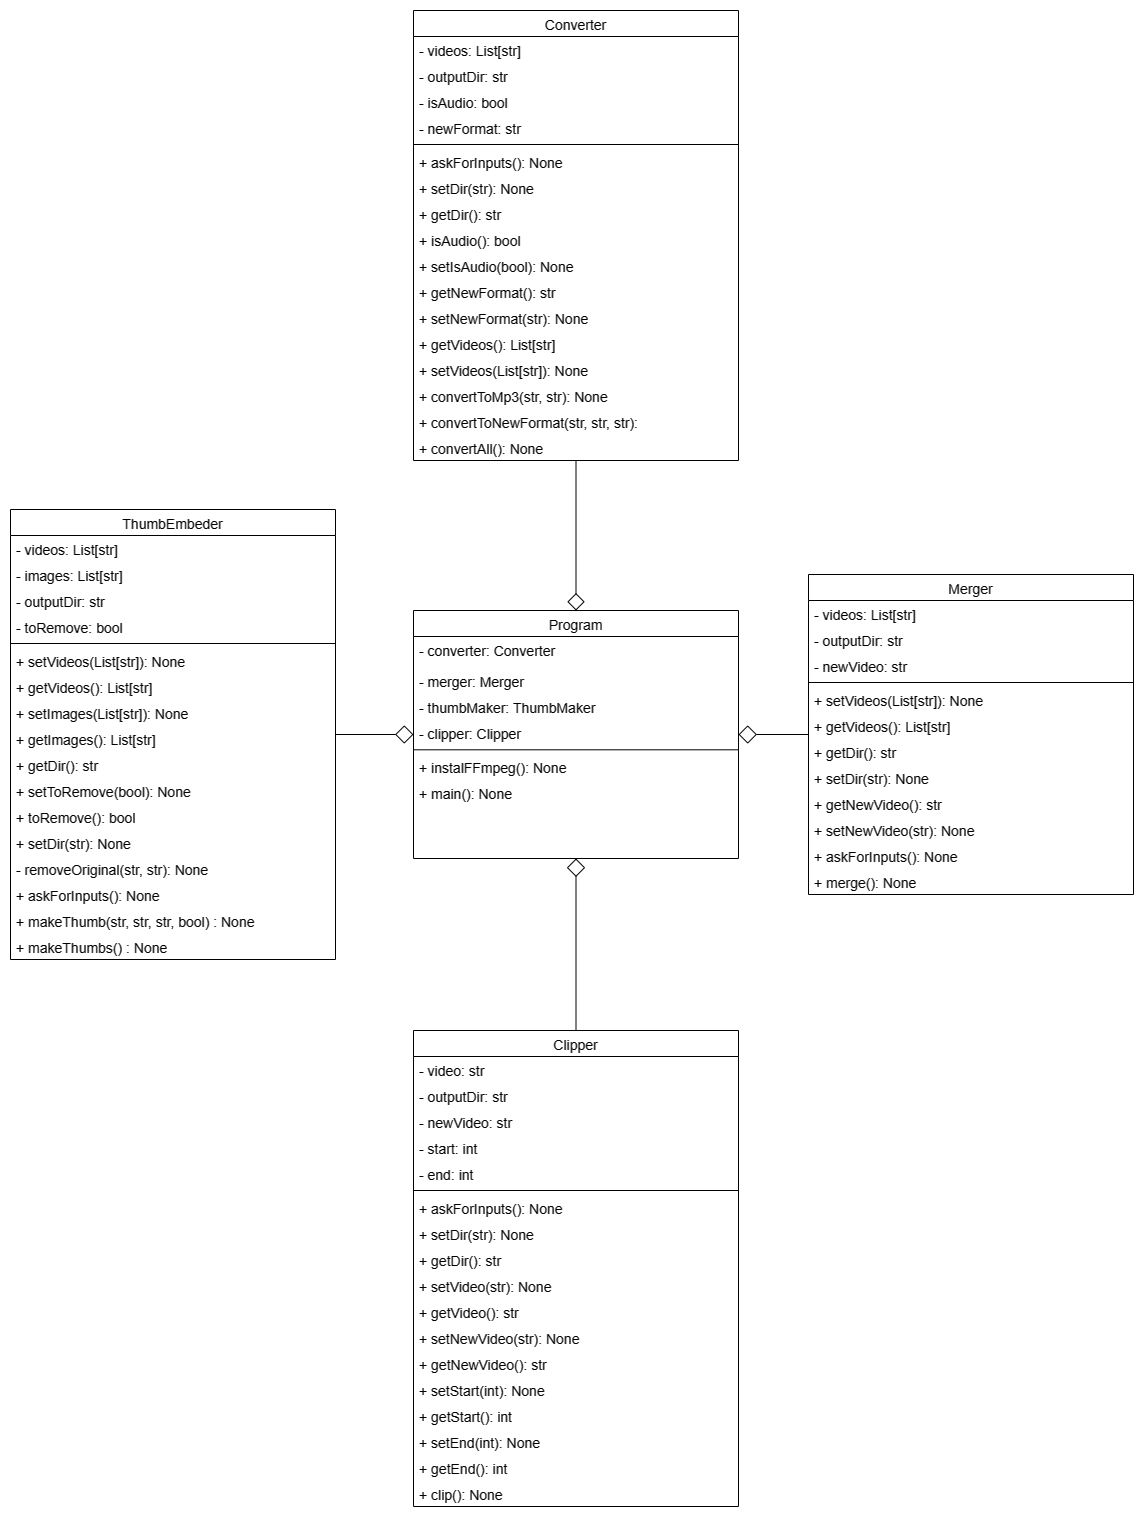 Converter
- videos: List[str]
- outputDir: str
- isAudio: bool
- newFormat: str
+ askForInputs(): None
+ setDir(str): None
+ getDir(): str
+ isAudio(): bool
+ setIsAudio(bool): None
+ getNewFormat(): str
+ setNewFormat(str): None
+ getVideos(): List[str]
+ setVideos(List[str]): None
+ convertToMp3(str, str): None
+ convertToNewFormat(str, str, str):
+ convertAll(): None
ThumbEmbeder
- videos: List[str]
- images: List[str]
- outputDir: str
- toRemove: bool
+ setVideos(List[str]): None
+ getVideos(): List[str]
+ setImages(List[str]): None
+ getImages(): List[str]
+ getDir(): str
+ setToRemove(bool): None
+ toRemove(): bool
+ setDir(str): None
- removeOriginal(str, str): None
+ askForInputs(): None
+ makeThumb(str, str, str, bool) : None
+ makeThumbs() : None
Program
- converter: Converter
- merger: Merger
- thumbMaker: ThumbMaker
- clipper: Clipper
+ instalFFmpeg(): None
+ main(): None
Merger
- videos: List[str]
- outputDir: str
- newVideo: str
+ setVideos(List[str]): None
+ getVideos(): List[str]
+ getDir(): str
+ setDir(str): None
+ getNewVideo(): str
+ setNewVideo(str): None
+ askForInputs(): None
+ merge(): None
Clipper
- video: str
- outputDir: str
- newVideo: str
- start: int
- end: int
+ askForInputs(): None
+ setDir(str): None
+ getDir(): str
+ setVideo(str): None
+ getVideo(): str
+ setNewVideo(str): None
+ getNewVideo(): str
+ setStart(int): None
+ getStart(): int
+ setEnd(int): None
+ getEnd(): int
+ clip(): None